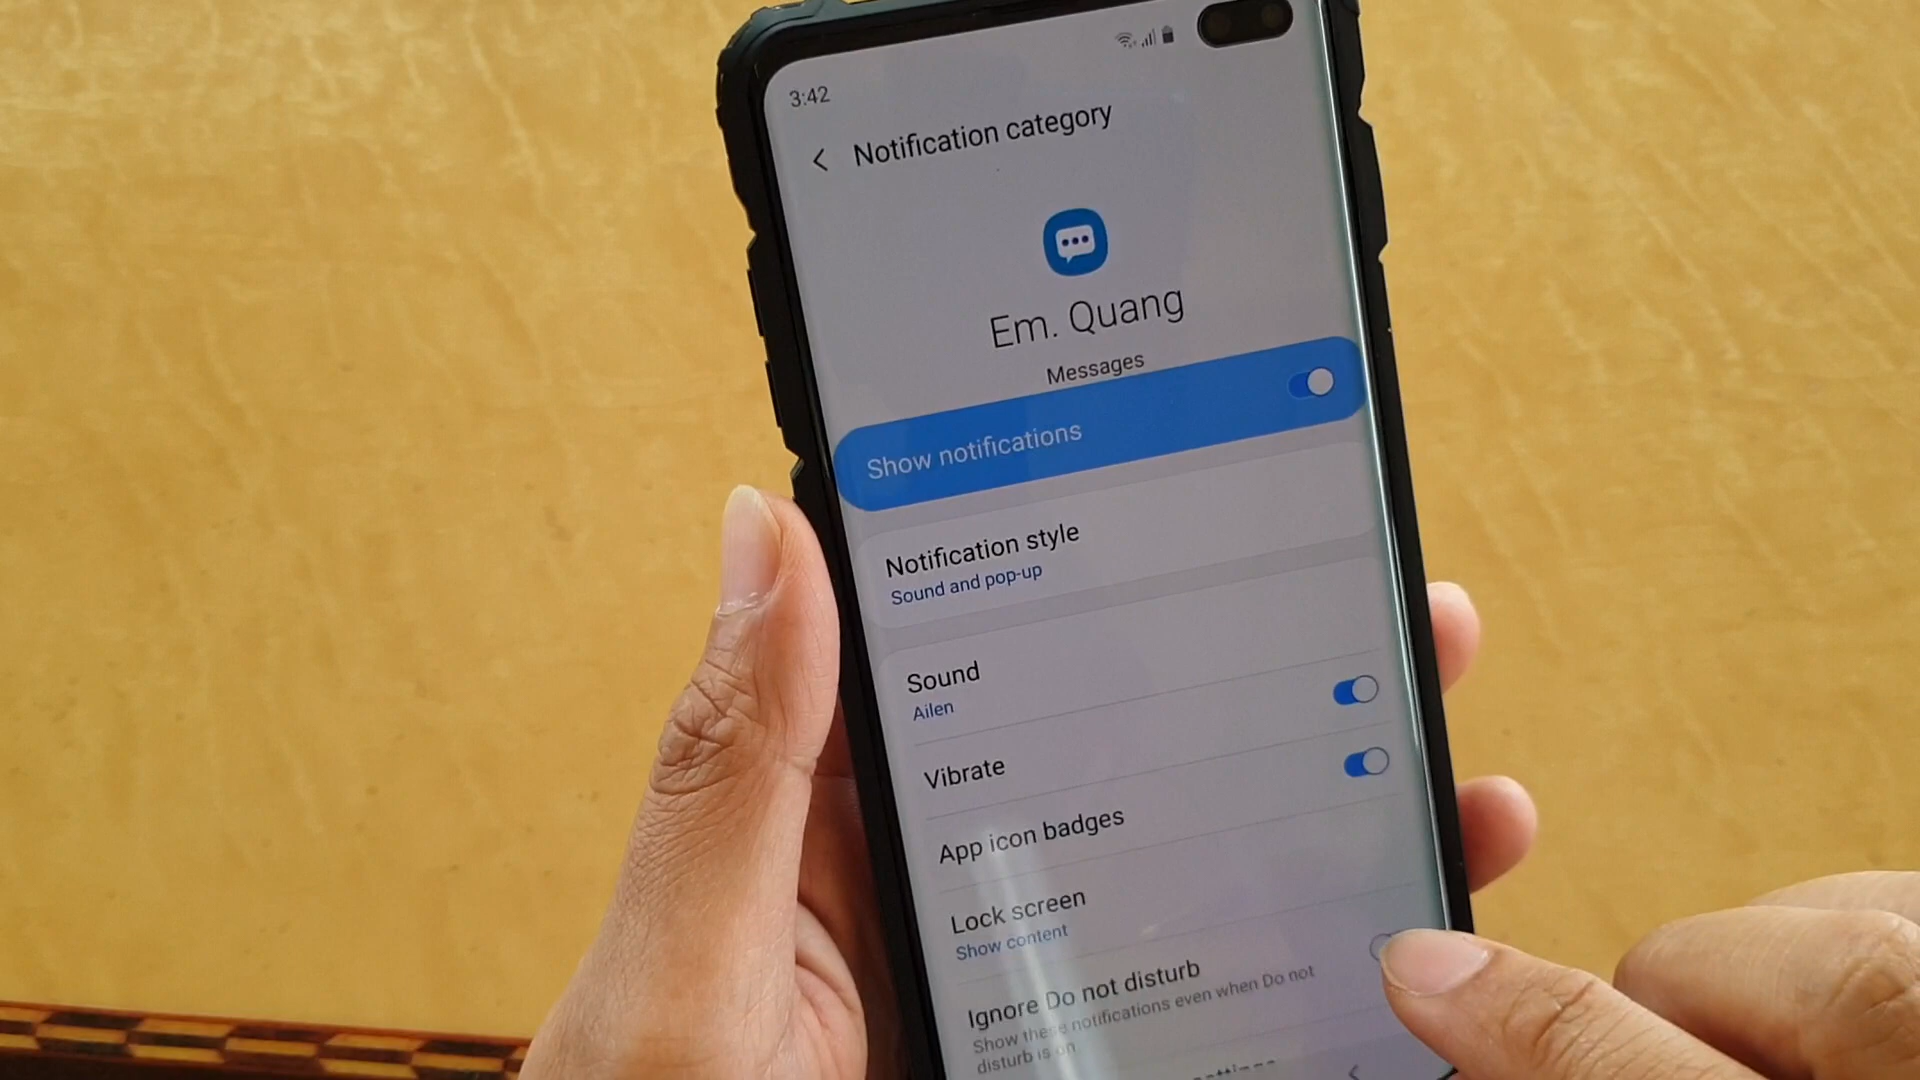 3:42
Notification category
Em. Quang
Messages
Show notifications
Notification style
Sound and pop-up
Sound
Ailen
Vibrate
App icon badges
Lock screen
Show content
Ignore Do not disturb
Show these notifications even when Do not
disturb is on